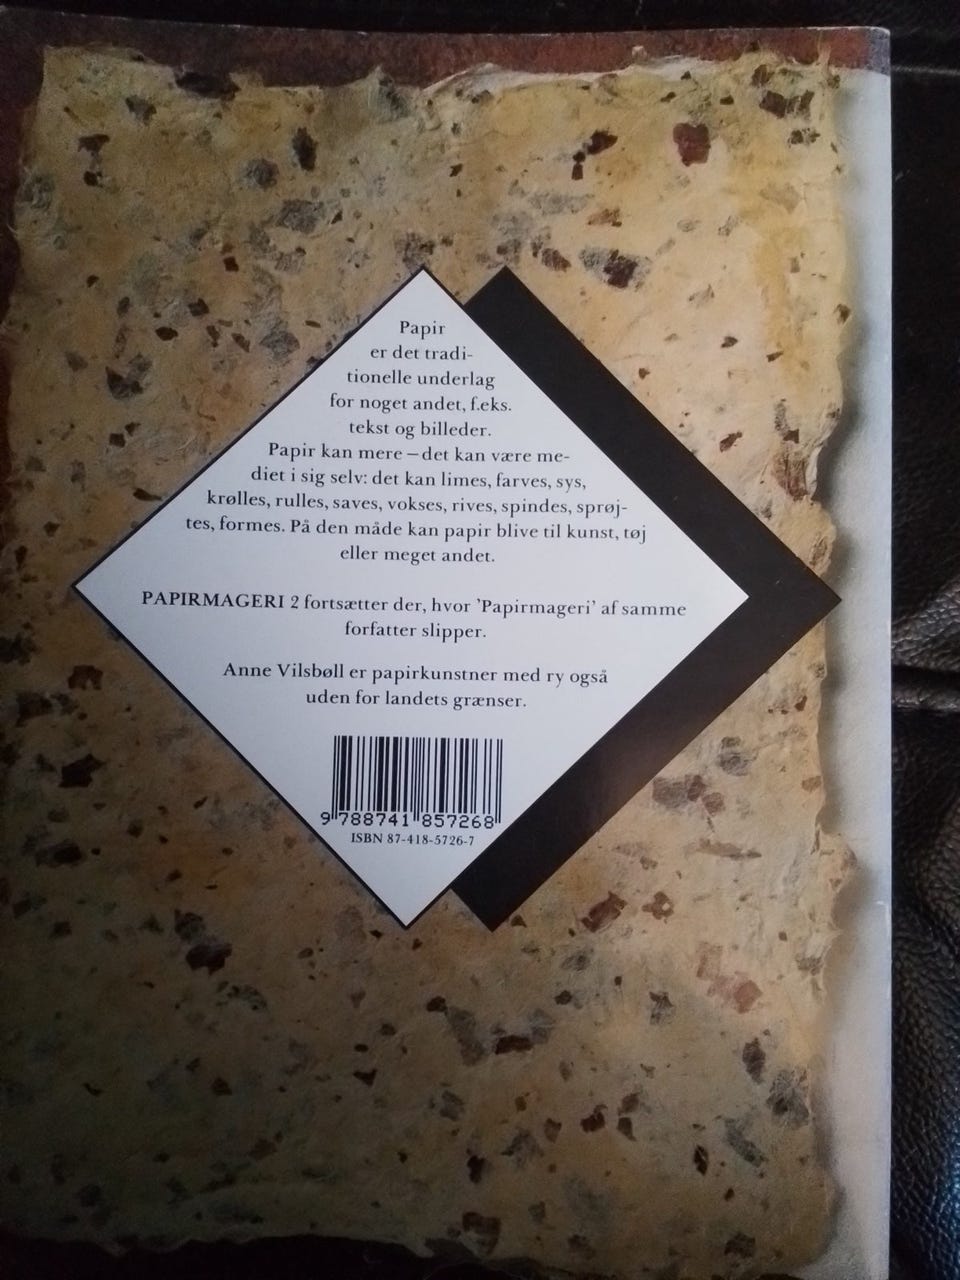 Papir
er det tradi-
tionelle underlag
for noget andet, f.eks.
tekst og billeder.
Papir kan mere – det kan være me-
diet i sig selv: det kan limes, farves, sys,
krølles, rulles, saves, vokses, rives, spindes, sprøj-
tes, formes. På den måde kan papir blive til kunst, tøj
eller meget andet.
PAPIRMAGERI 2 fortsætter der, hvor 'Papirmageri' af samme
forfatter slipper.
Anne Vilsbøll er papirkunstner med ry også
uden for landets grænser.
9 788741 857268
ISBN 87-418-5726-7